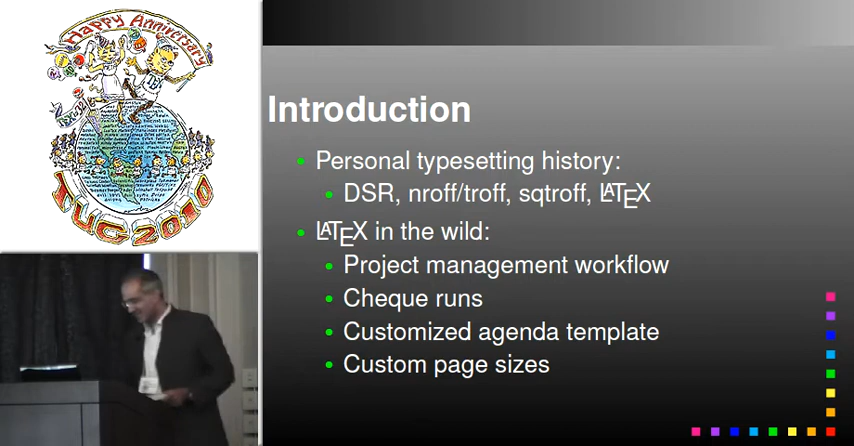 Happy Anniversary
TUG 2010
Introduction
Personal typesetting history:
DSR, nroff/troff, sqtroff, LATEX
LATEX in the wild:
Project management workflow
Cheque runs
Customized agenda template
Custom page sizes